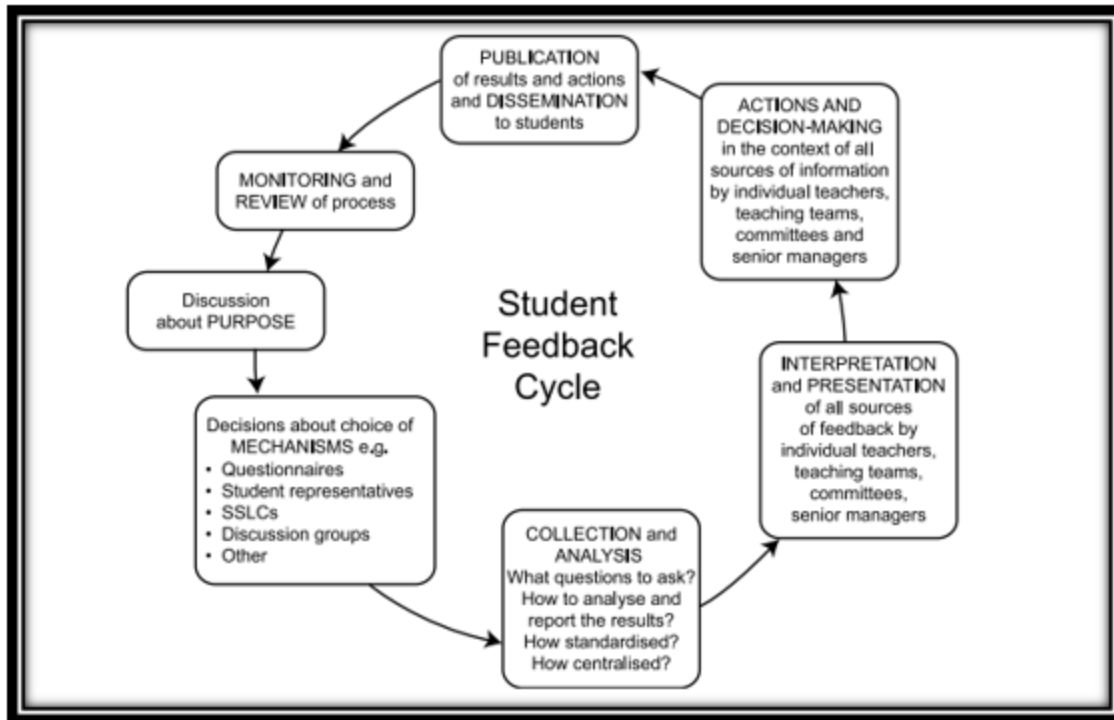 PUBLICATION
of results and actions
and DISSEMINATION
to students
ACTIONS AND
DECISION-MAKING
in the context of all
sources of information
by individual teachers,
teaching teams,
committees and
senior managers
MONITORING and
REVIEW of process
Discussion
about PURPOSE
Student
Feedback
Cycle
INTERPRETATION
and PRESENTATION
of all sources
of feedback by
individual teachers,
teaching teams,
committees,
senior managers
Decisions about choice of
MECHANISMS e.g.
• Questionnaires
• Student representatives
• SSLCs
• Discussion groups
• Other
COLLECTION and
ANALYSIS
What questions to ask?
How to analyse and
report the results?
How standardised?
How centralised?